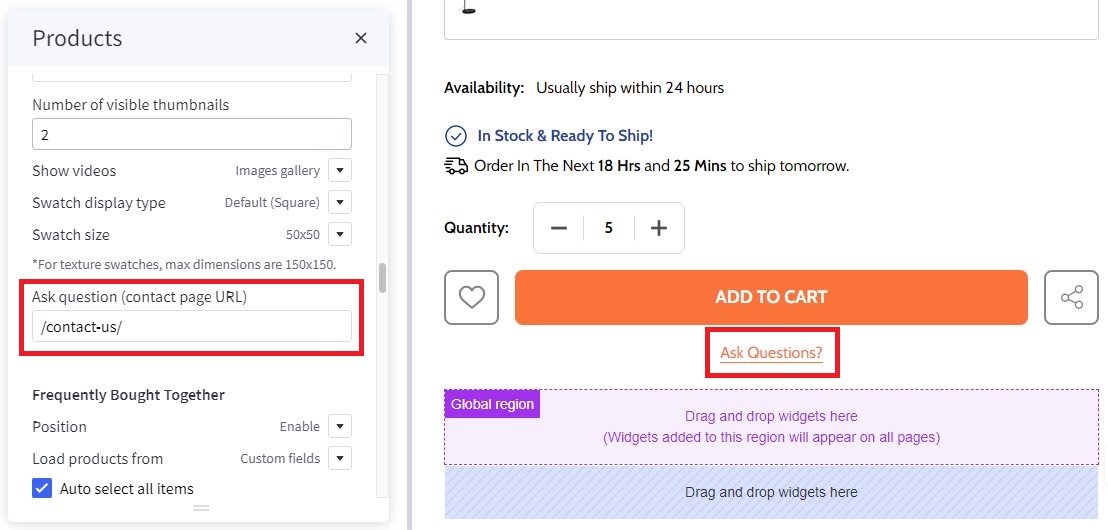 Products
Number of visible thumbnails
2
Show videos Images gallery
Swatch display type Default (Square)
Swatch size 50x50
*For texture swatches, max dimensions are 150x150.
Ask question (contact page URL)
/contact-us/
Frequently Bought Together
Position Enable
Load products from Custom fields
Auto select all items
Availability: Usually ship within 24 hours
In Stock & Ready To Ship!
Order In The Next 18 Hrs and 25 Mins to ship tomorrow.
Quantity: 5
ADD TO CART
Ask Questions?
Global region
Drag and drop widgets here
(Widgets added to this region will appear on all pages)
Drag and drop widgets here